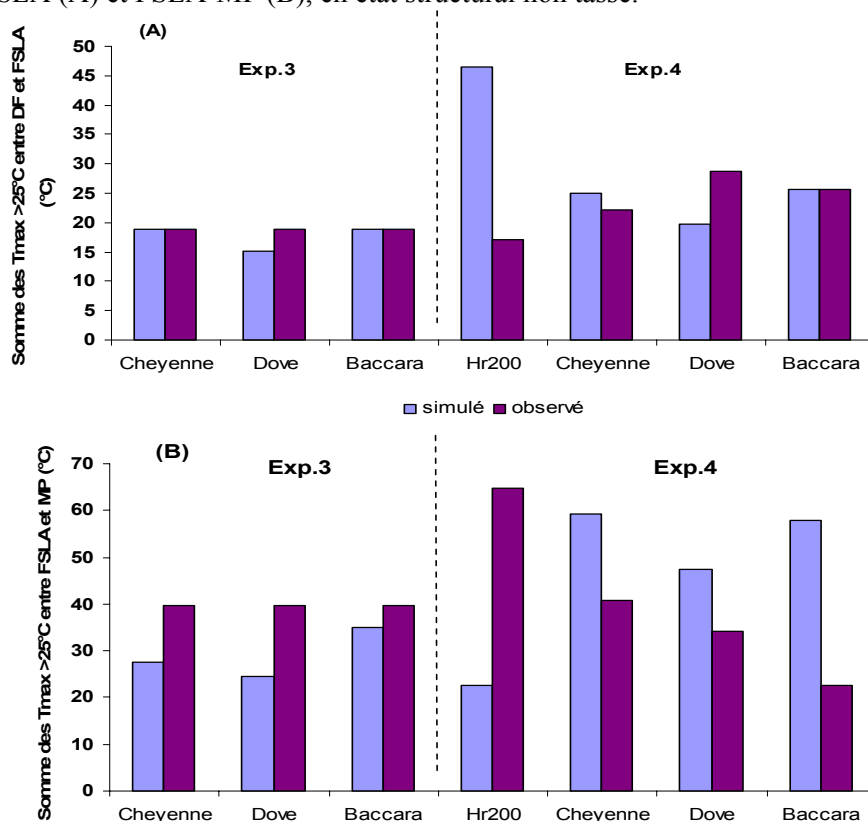 FSLA (A) et FSLA-MP (B), en état structural non tassé.
(A)
Exp.3
Exp.4
Somme des Tmax >25°C entre DF et FSLA
(°C)
50
45
40
35
30
25
20
15
10
5
0
Cheyenne Dove Baccara Hr200 Cheyenne Dove Baccara
simulé observé
(B)
Exp.3
Exp.4
Somme des Tmax >25°C entre FSLA et MP (°C)
70
60
50
40
30
20
10
0
Cheyenne Dove Baccara Hr200 Cheyenne Dove Baccara